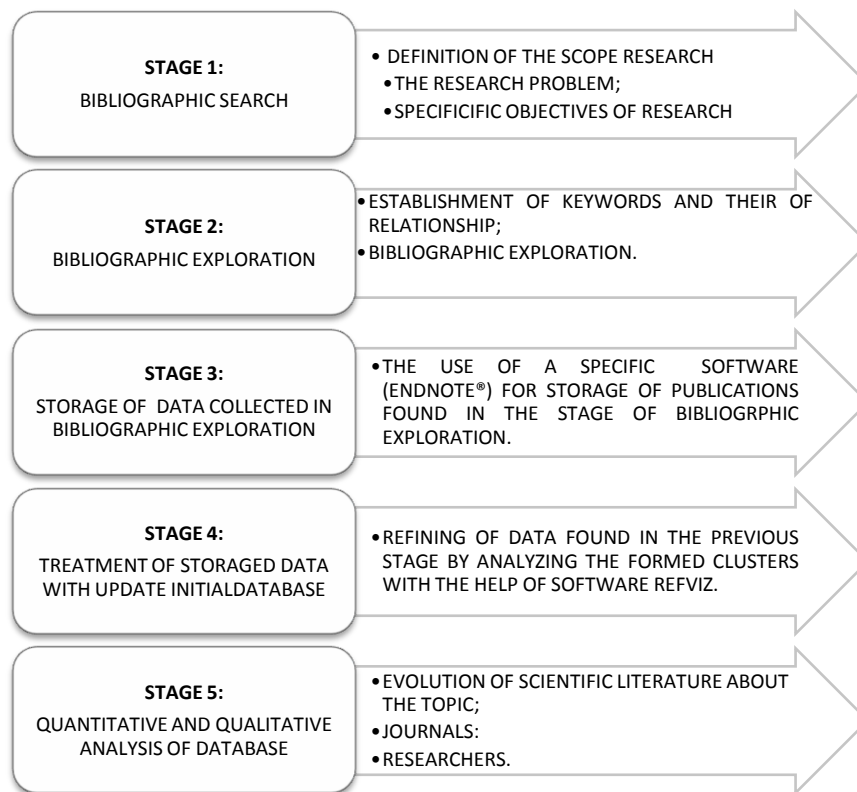 STAGE 1:
BIBLIOGRAPHIC SEARCH
• DEFINITION OF THE SCOPE RESEARCH
•THE RESEARCH PROBLEM;
•SPECIFICIFIC OBJECTIVES OF RESEARCH
STAGE 2:
BIBLIOGRAPHIC EXPLORATION
•ESTABLISHMENT OF KEYWORDS AND THEIR OF
RELATIONSHIP;
•BIBLIOGRAPHIC EXPLORATION.
STAGE 3:
STORAGE OF DATA COLLECTED IN
BIBLIOGRAPHIC EXPLORATION
•THE USE OF A SPECIFIC SOFTWARE
(ENDNOTE®) FOR STORAGE OF PUBLICATIONS
FOUND IN THE STAGE OF BIBLIOGRPHIC
EXPLORATION.
STAGE 4:
TREATMENT OF STORAGED DATA
WITH UPDATE INITIALDATABASE
•REFINING OF DATA FOUND IN THE PREVIOUS
STAGE BY ANALYZING THE FORMED CLUSTERS
WITH THE HELP OF SOFTWARE REFVIZ.
STAGE 5:
QUANTITATIVE AND QUALITATIVE
ANALYSIS OF DATABASE
•EVOLUTION OF SCIENTIFIC LITERATURE ABOUT
THE TOPIC;
•JOURNALS:
•RESEARCHERS.